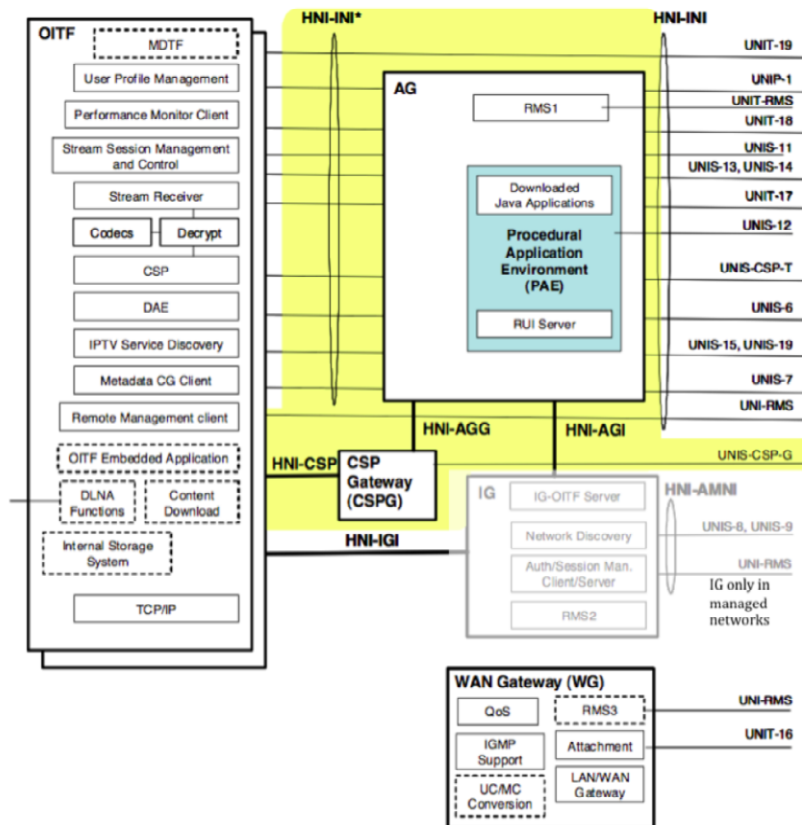 HNI-INI*
HNI-INI
OITF
MDTF
User Profile Management
Performance Monitor Client
Stream Session Management
and Control
Stream Receiver
Codecs
Decrypt
CSP
DAE
IPTV Service Discovery
Metadata CG Client
Remote Management client
OITF Embedded Application
DLNA
Functions
Content
Download
Internal Storage
System
TCP/IP
AG
RMS1
Downloaded
Java Applications
Procedural
Application
Environment
(PAE)
RUI Server
UNIT-19
UNIP-1
UNIT-RMS
UNIT-18
UNIS-11
UNIS-13, UNIS-14
UNIT-17
UNIS-12
UNIS-CSP-T
UNIS-6
UNIS-15, UNIS-19
UNIS-7
UNI-RMS
HNI-AGG
HNI-AGI
HNI-CSP
CSP
Gateway
(CSPG)
UNIS-CSP-G
HNI-IGI
IG
IG-OITF Server
Network Discovery
Auth/Session Man.
Client/Server
RMS2
HNI-AMNI
UNIS-8, UNIS-9
UNI-RMS
IG only in
managed
networks
WAN Gateway (WG)
QoS
RMS3
IGMP
Support
Attachment
UC/MC
Conversion
LAN/WAN
Gateway
UNI-RMS
UNIT-16